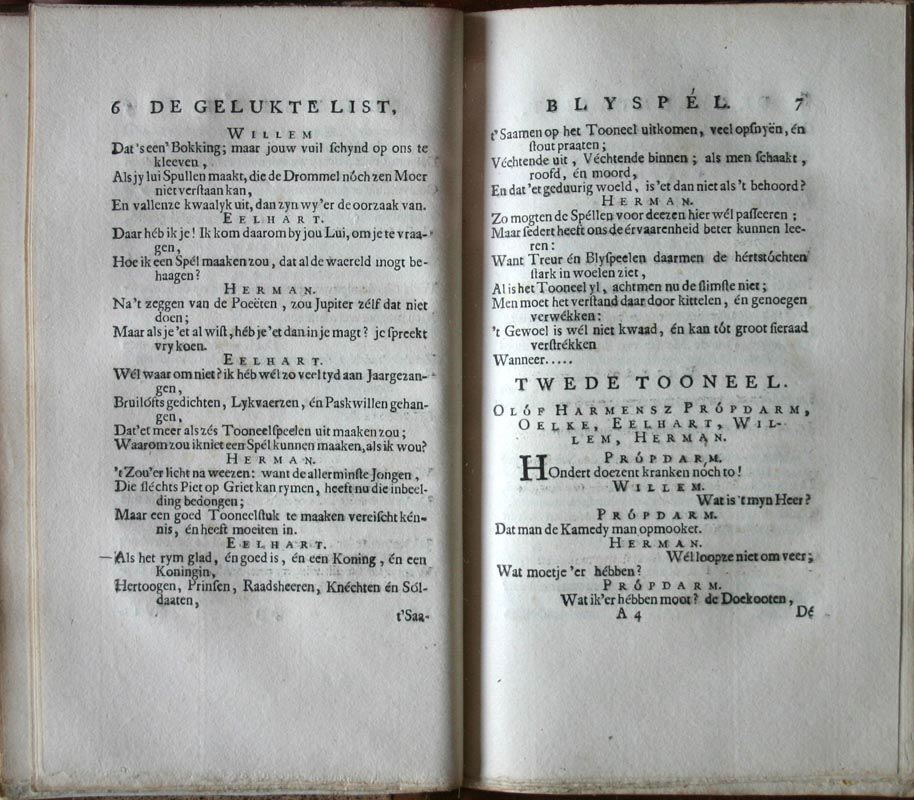 6 DE GELUKTE LIST,
WILLEM
Dat 's een' Bokking; maar jouw vuil schynd op ons te
kleeven,
Als jy lui Spullen maakt, die de Drommel nóch zen Moer
niet verſtaan kan,
En vallenze kwaalyk uit, dan zyn wy 'er de oorzaak van.
EELHART.
Daar héb ik je! Ik kom daarom by jou Lui, om je te vraa-
gen,
Hoe ik een Spél maaken zou, dat al de waereld mogt be-
haagen?
HERMAN.
Na 't zeggen van de Poeëten, zou Jupiter zélf dat niet
doen;
Maar als je 'et al wiſt, héb je 'et dan in je magt? je ſpreekt
vry koen.
EELHART.
Wél waar om niet? ik héb wél zo veel tyd aan Jaargezan-
gen,
Bruilófts gedichten, Lykvaerzen, én Paskwillen gehan-
gen,
Dat 'et meer als zés Tooneelſpeelen uit maaken zou;
Waarom zou ik niet een Spél kunnen maaken, als ik wou?
HERMAN.
't Zou 'er licht na weezen: want de allerminſte Jongen,
Die ſléchts Piet op Griet kan rymen, heeft nu die inbeel-
ding bedongen;
Maar een goed Tooneelſtuk te maaken vereiſcht kén-
nis, én heeft moeiten in.
EELHART.
Als het rym glad, én goed is, én een Koning, én een
Koningin,
Hertoogen, Prinſen, Raadsheeren, Knéchten én Sól-
daaten,
t'Saa-
BLYSPÉL. 7
t'Saamen op het Tooneel uitkomen, veel opſnyën, én
ſtout praaten;
Véchtende uit, Véchtende binnen; als men ſchaakt,
roofd, én moord,
En dat 'et geduurig woeld, is 'et dan niet als 't behoord?
HERMAN.
Zo mogten de Spéllen voor deezen hier wél paſſeeren;
Maar ſedert heeft ons de érvaarenheid beter kunnen lee-
ren:
Want Treur én Blyſpeelen daarmen de hértstóchten
ſtark in woelen ziet,
Al is het Tooneel yl, achtmen nu de ſlimſte niet;
Men moet het verſtand daar door kittelen, én genoegen
verwékken:
't Gewoel is wél niet kwaad, én kan tót groot ſieraad
verſtrékken
Wanneer.....
TWEDE TOONEEL.
OLÓF HARMENSZ PRÓPDARM,
OELKE, EELHART, WIL-
LEM, HERMAN.
PRÓPDARM.
HOndert doezent kranken noch to!
WILLEM.
Wat is 't myn Heer?
PRÓPDARM.
Dat man de Kamedy man opmooker.
HERMAN.
Wél loopze niet om veer;
Wat moetje 'er hébben?
PRÓPDARM.
Wat ik 'er hébben moot? de Doekooten,
A 4 Dé